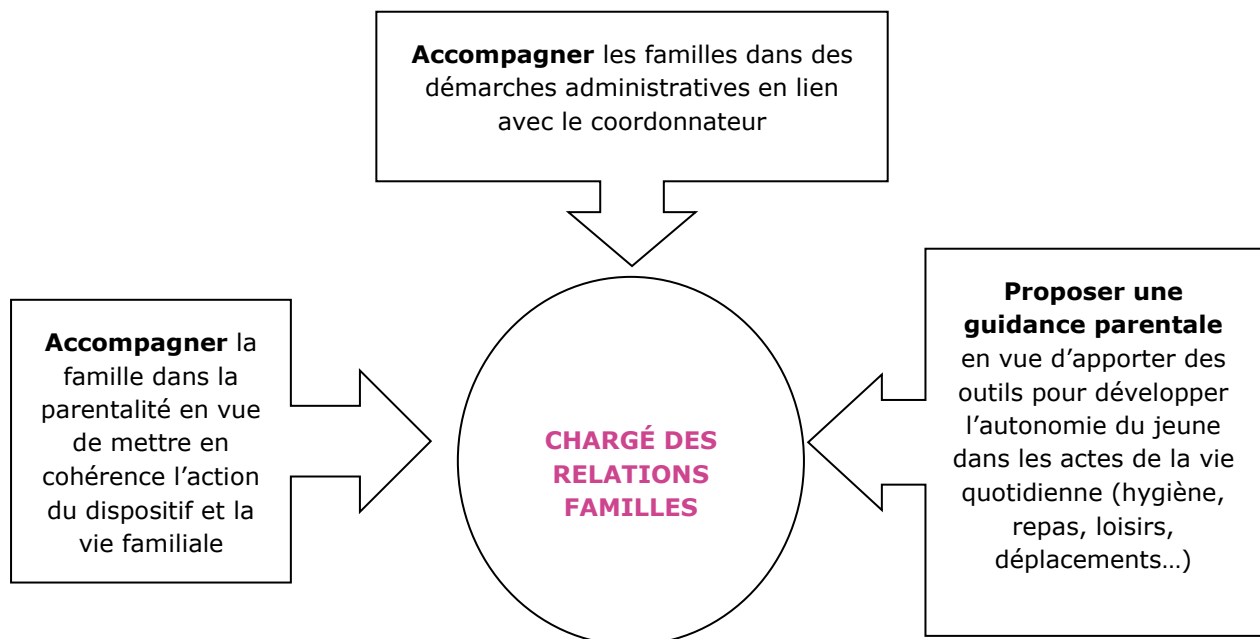 Accompagner les familles dans des
démarches administratives en lien
avec le coordonnateur
Accompagner la
famille dans la
parentalité en vue
de mettre en
cohérence l’action
du dispositif et la
vie familiale
CHARGÉ DES
RELATIONS
FAMILLES
Proposer une
guidance parentale
en vue d’apporter des
outils pour développer
l’autonomie du jeune
dans les actes de la vie
quotidienne (hygiène,
repas, loisirs,
déplacements…)